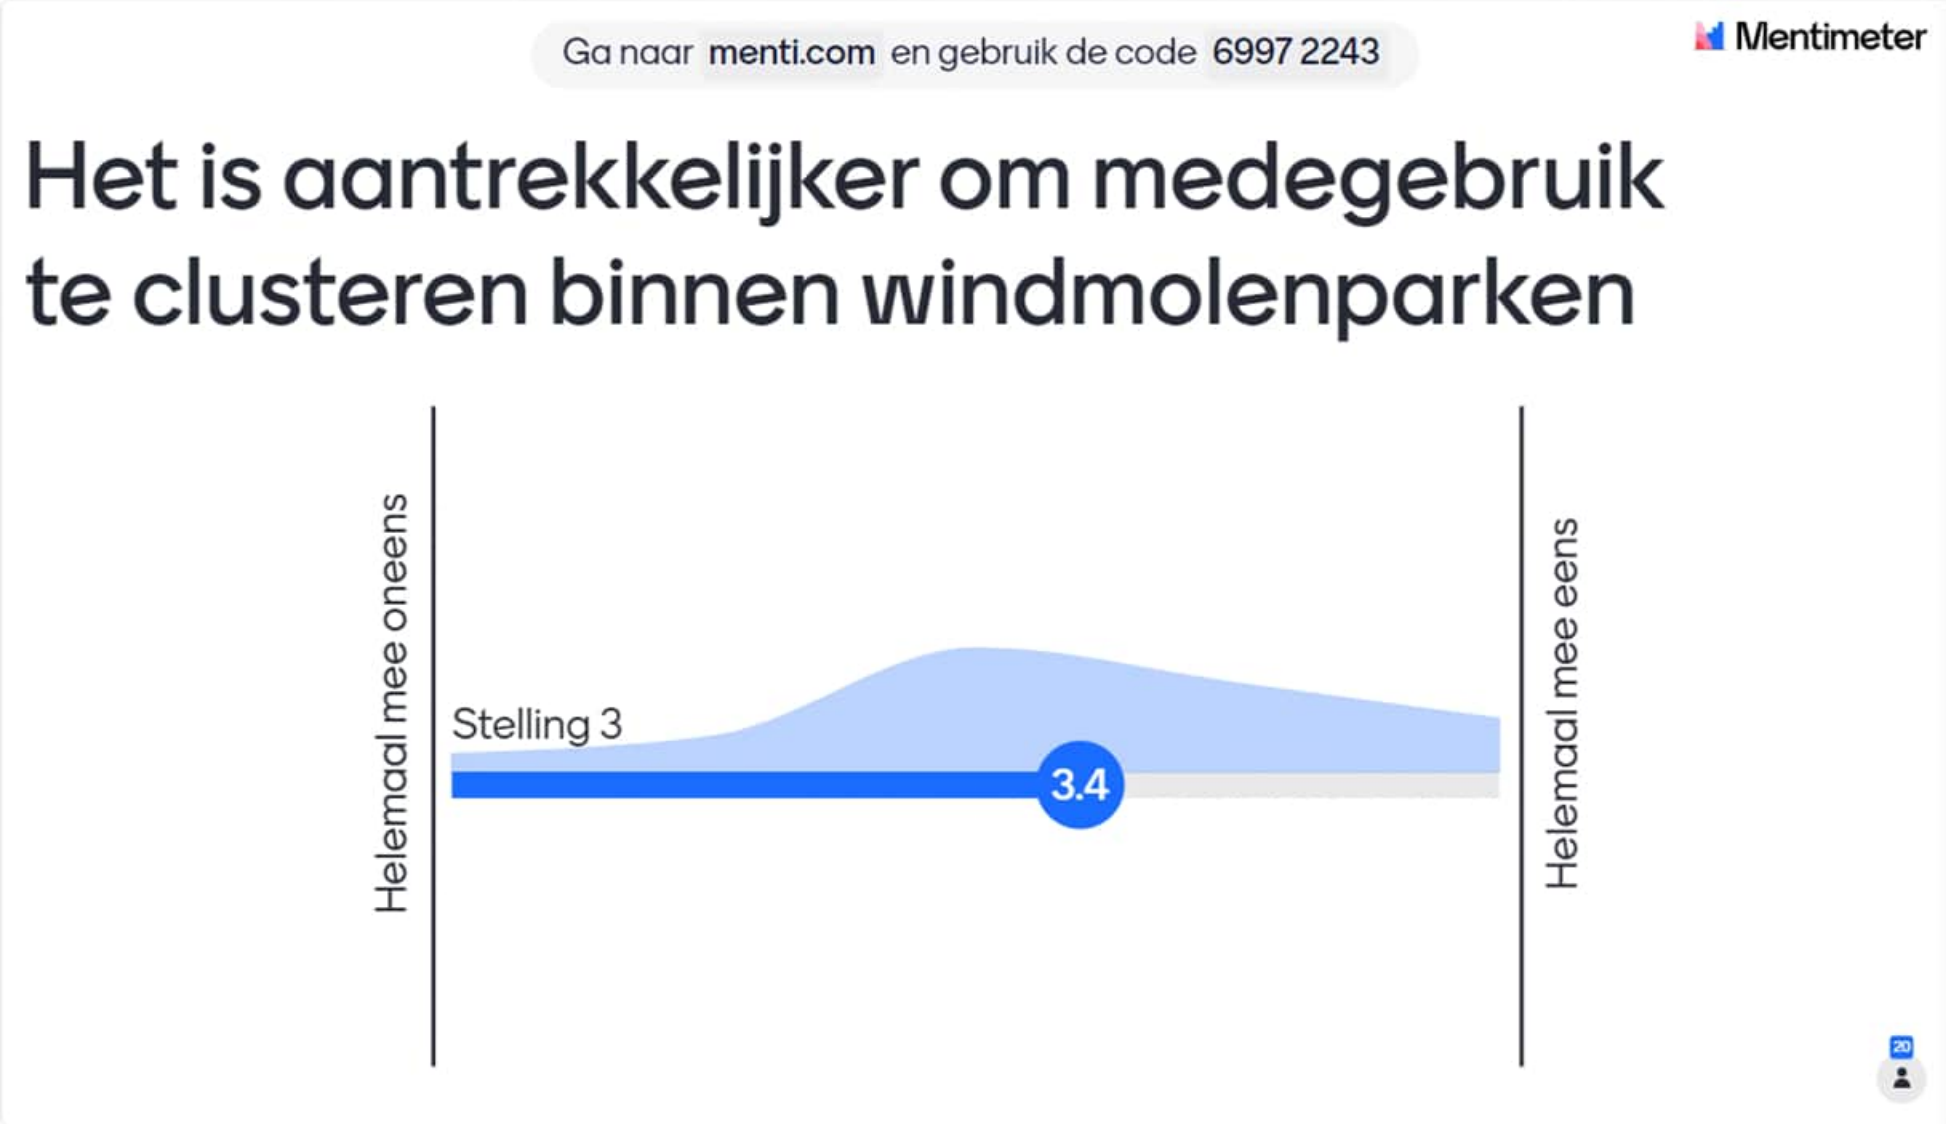 Ga naar menti.com en gebruik de code 6997 2243
Mentimeter
Het is aantrekkelijker om medegebruik
te clusteren binnen windmolenparken
Helemaal mee oneens
Stelling 3
3.4
Helemaal mee eens
20